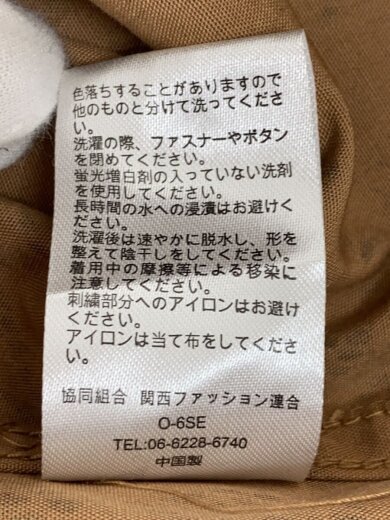 色落ちすることがありますので
他のものと分けて洗ってくださ
い。
洗濯の際、ファスナーやボタン
を閉めてください。
蛍光増白剤の入っていない洗剤
を使用してください。
長時間の水への浸漬はお避けく
ださい。
洗濯後は速やかに脱水し、形を
整えて陰干しをしてください。
着用中の摩擦等による移染に
注意してください。
刺繍部分へのアイロンはお避け
ください。
アイロンは当て布をしてくださ
い。
協同組合 関西ファッション連合
O-6SE
TEL:06-6228-6740
中国製